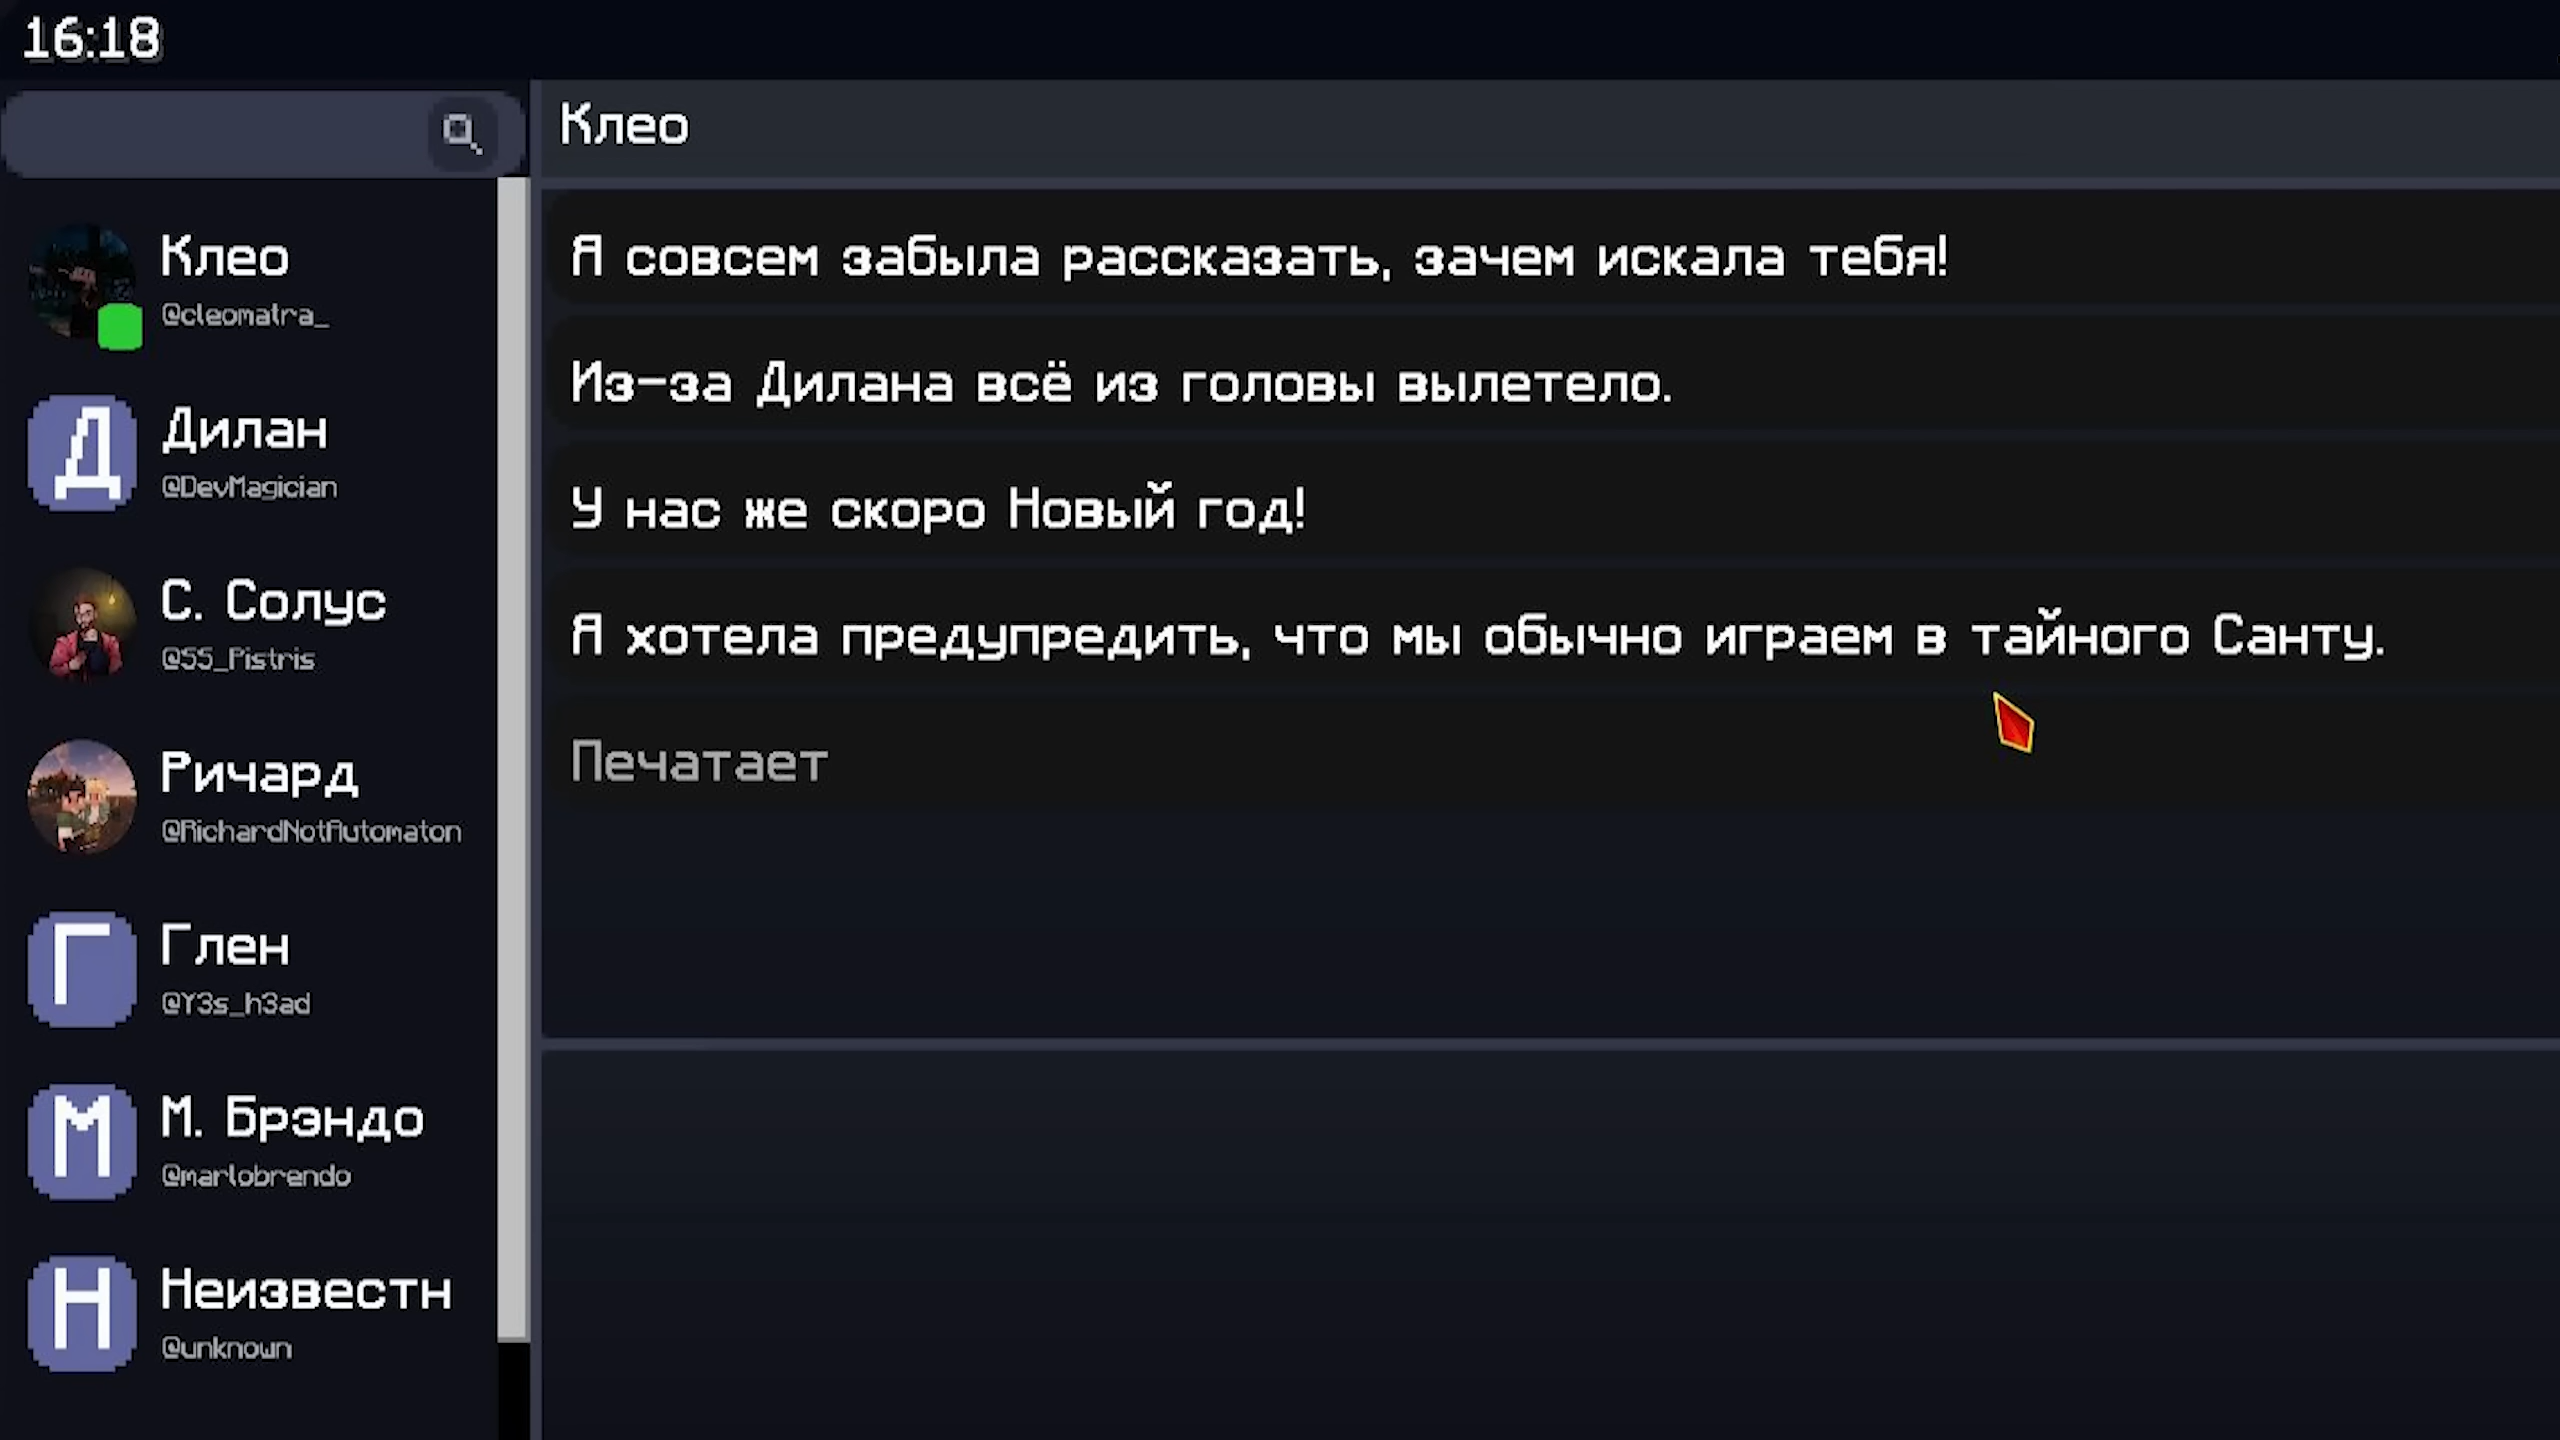 16:18
Клео
@cleomatra_
Д
Дилан
@DevMagician
С. Солус
@SS_Pistris
Ричард
@RichardNotAutomaton
Г
Глен
@Y3s_h3ad
М
М. Брэндо
@marlobrendo
Н
Неизвестн
@unknown
Клео
Я совсем забыла рассказать, зачем искала тебя!
Из-за Дилана всё из головы вылетело.
У нас же скоро Новый год!
Я хотела предупредить, что мы обычно играем в тайного Санту.
Печатает